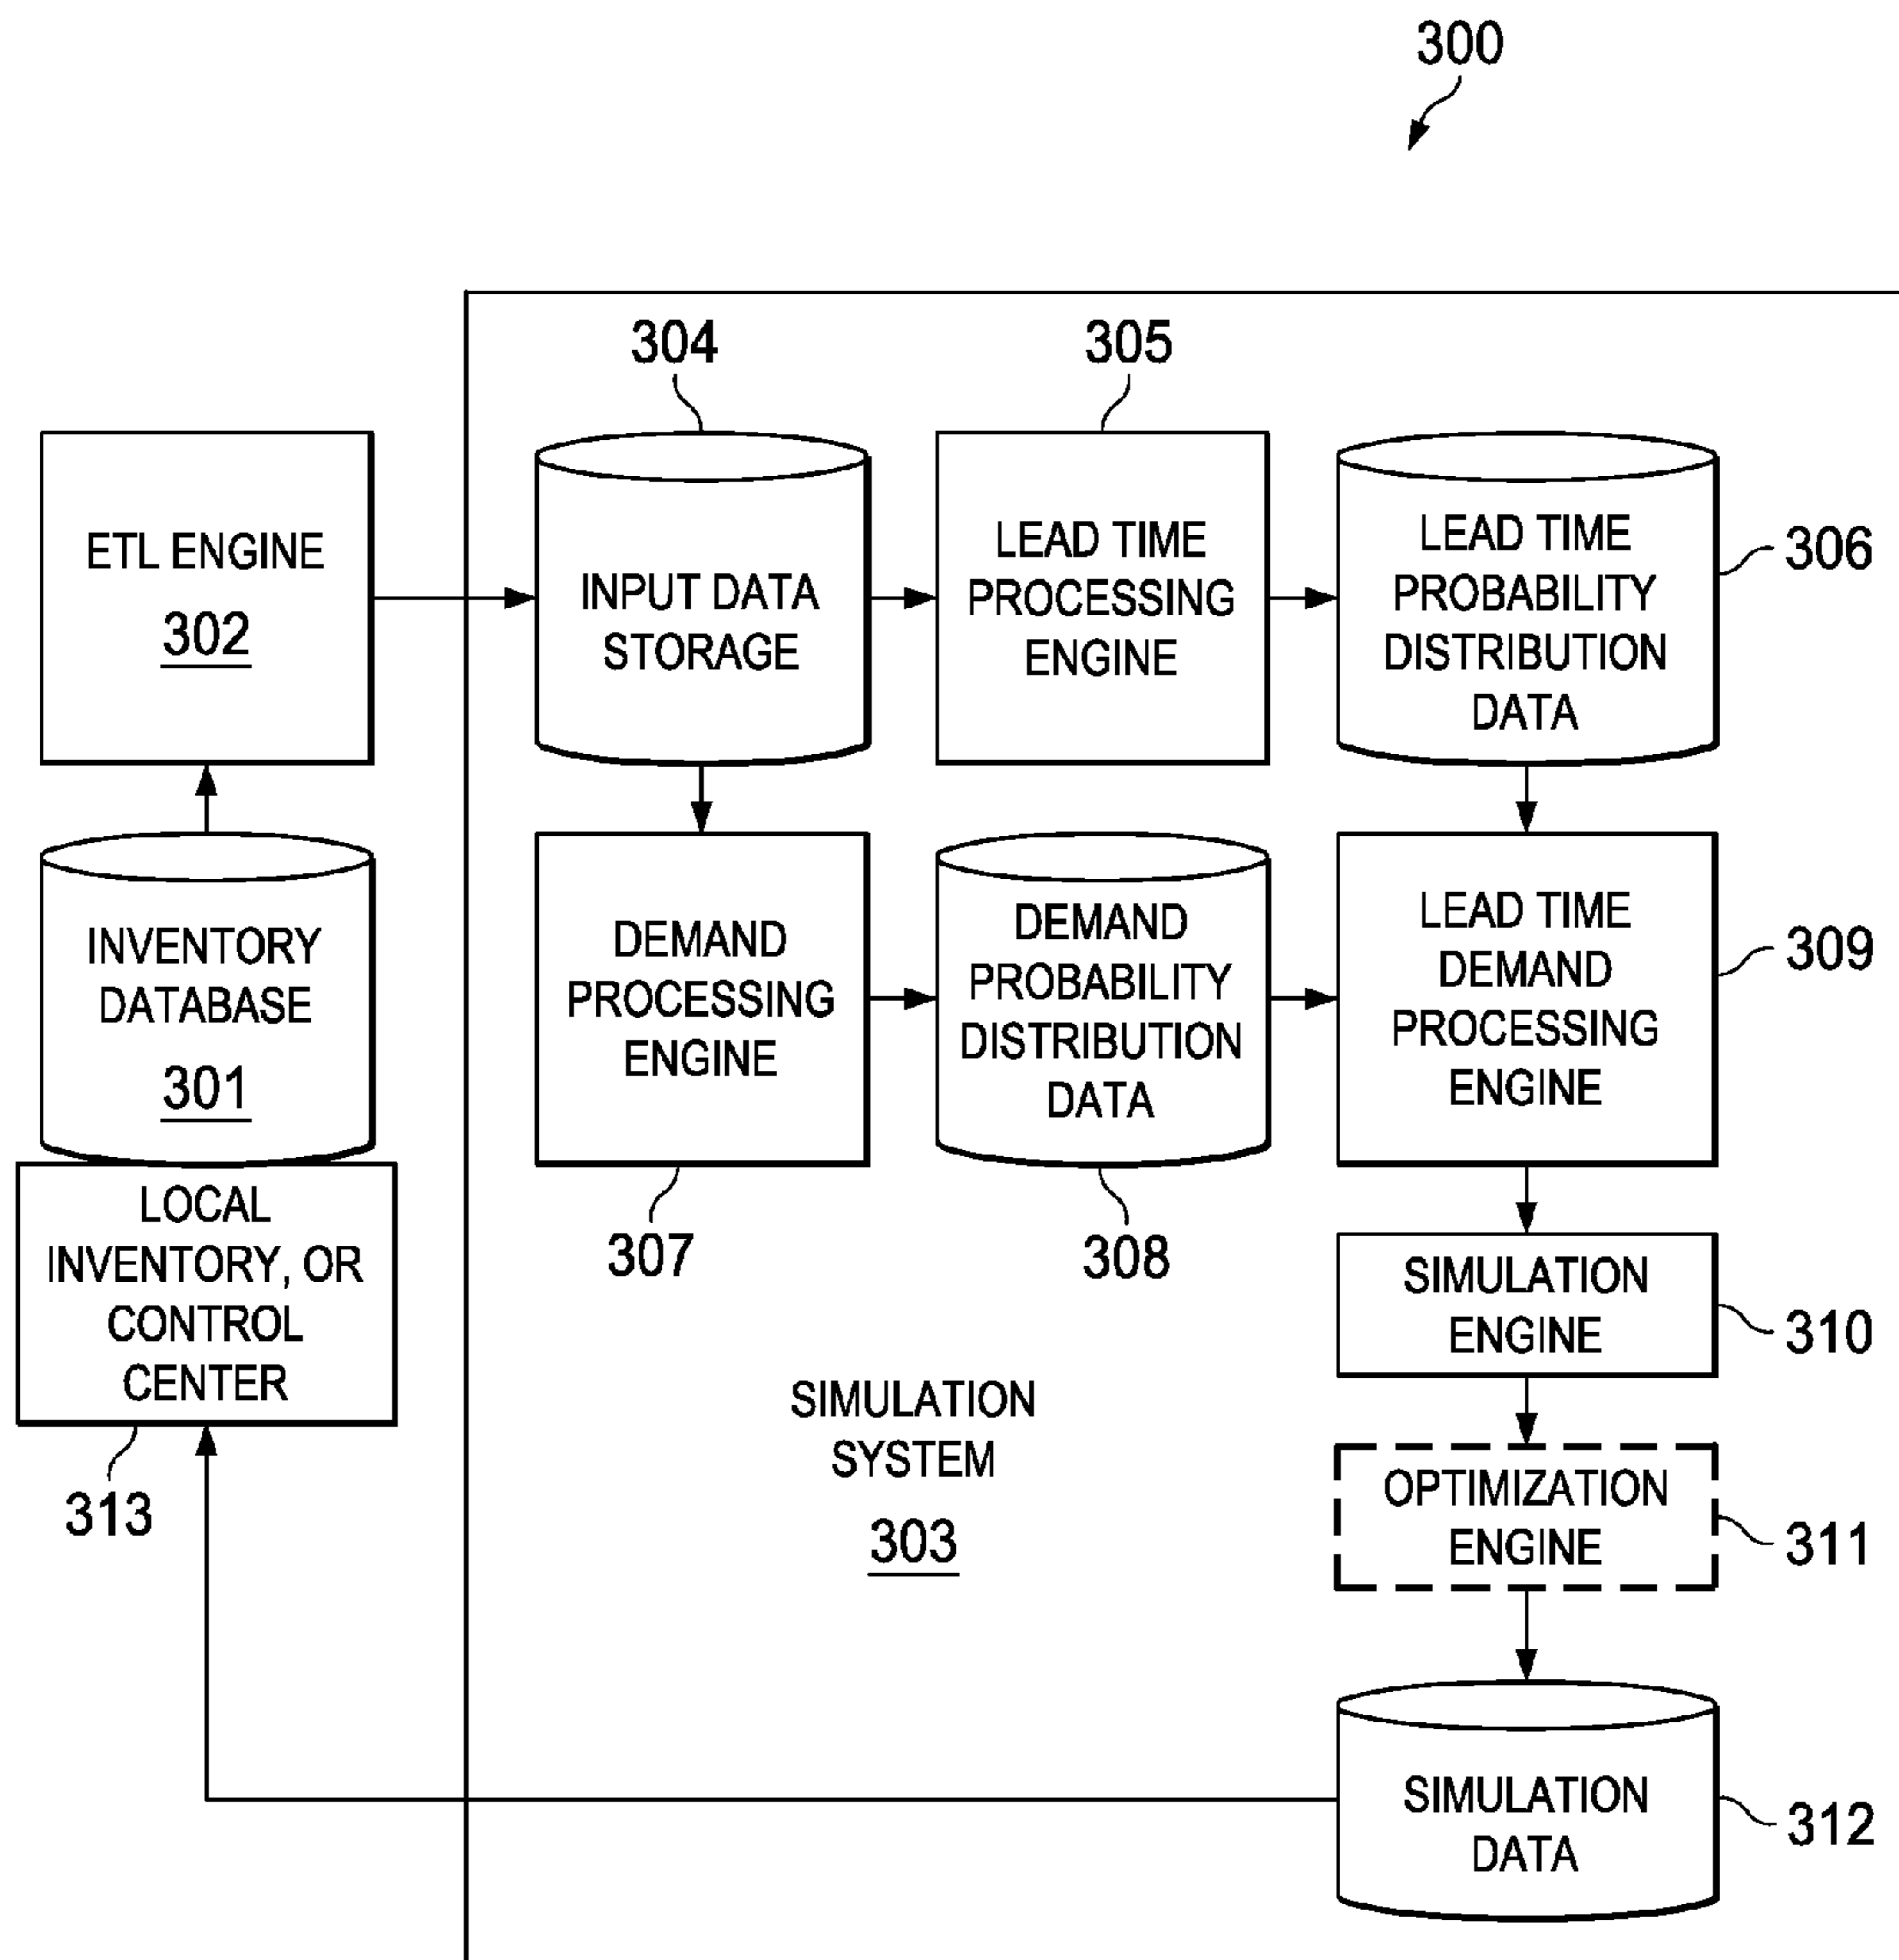 300
304
305
ETL ENGINE
302
INPUT DATA
STORAGE
LEAD TIME
PROCESSING
ENGINE
LEAD TIME
PROBABILITY
DISTRIBUTION
DATA
306
INVENTORY
DATABASE
301
DEMAND
PROCESSING
ENGINE
307
DEMAND
PROBABILITY
DISTRIBUTION
DATA
308
LEAD TIME
DEMAND
PROCESSING
ENGINE
309
LOCAL
INVENTORY, OR
CONTROL
CENTER
313
SIMULATION
ENGINE
310
SIMULATION
SYSTEM
303
OPTIMIZATION
ENGINE
311
SIMULATION
DATA
312